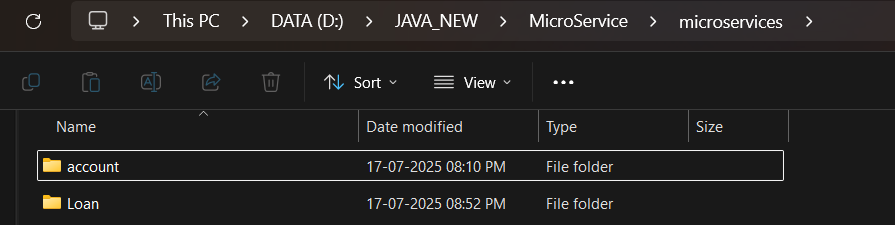 This PC > DATA (D:) > JAVA_NEW > MicroService > microservices >
Sort View
Name Date modified Type Size
account 17-07-2025 08:10 PM File folder
Loan 17-07-2025 08:52 PM File folder